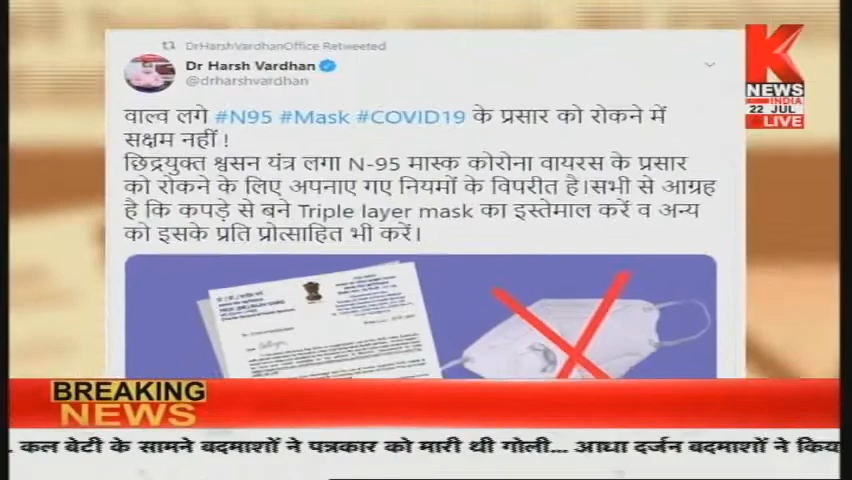 DrHarshVardhanOffice Retweeted
Dr Harsh Vardhan
@drharshvardhan
वाल्व लगे #N95 #Mask #COVID19 के प्रसार को रोकने में
सक्षम नहीं !
छिद्रयुक्त श्वसन यंत्र लगा N-95 मास्क कोरोना वायरस के प्रसार
को रोकने के लिए अपनाए गए नियमों के विपरीत है।सभी से आग्रह
है कि कपड़े से बने Triple layer mask का इस्तेमाल करें व अन्य
को इसके प्रति प्रोत्साहित भी करें।
K
NEWS
INDIA
22 JUL
LIVE
BREAKING
NEWS
. कल बेटी के सामने बदमाशों ने पत्रकार को मारी थी गोली... आधा दर्जन बदमाशों ने किया